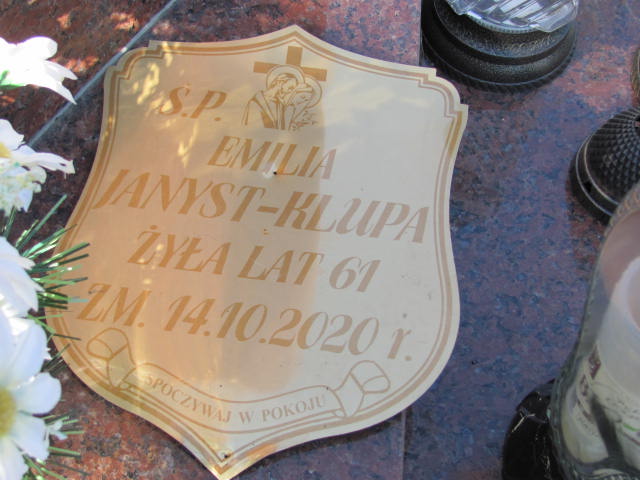 Ś.P.
EMILIA
JANYST-KLUPA
ŻYŁA LAT 61
ZM. 14.10.2020 r.
SPOCZYWAJ W POKOJU